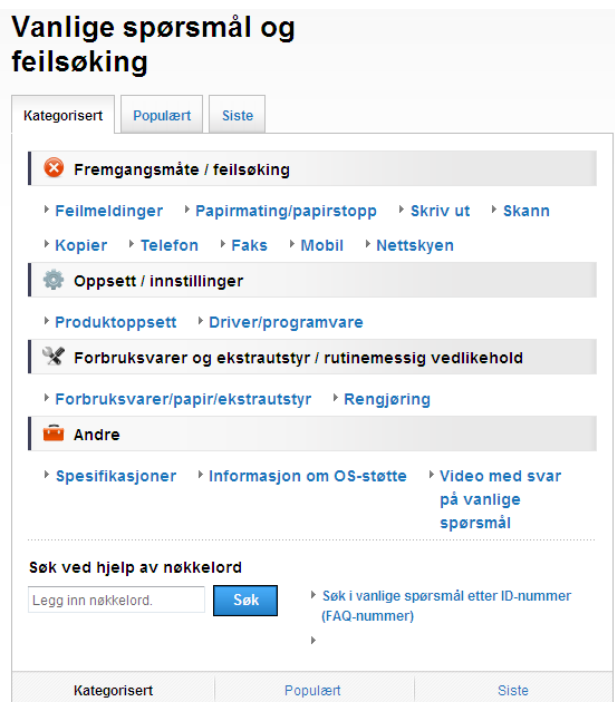 Vanlige spørsmål og
feilsøking
Kategorisert Populært Siste
Fremgangsmåte / feilsøking
Feilmeldinger Papirmating/papirstopp Skriv ut Skann
Kopier Telefon Faks Mobil Nettskyen
Oppsett / innstillinger
Produktoppsett Driver/programvare
Forbruksvarer og ekstrautstyr / rutinemessig vedlikehold
Forbruksvarer/papir/ekstrautstyr Rengjøring
Andre
Spesifikasjoner Informasjon om OS-støtte Video med svar
på vanlige
spørsmål
Søk ved hjelp av nøkkelord
Legg inn nøkkelord. Søk Søk i vanlige spørsmål etter ID-nummer
(FAQ-nummer)
Kategorisert Populært Siste